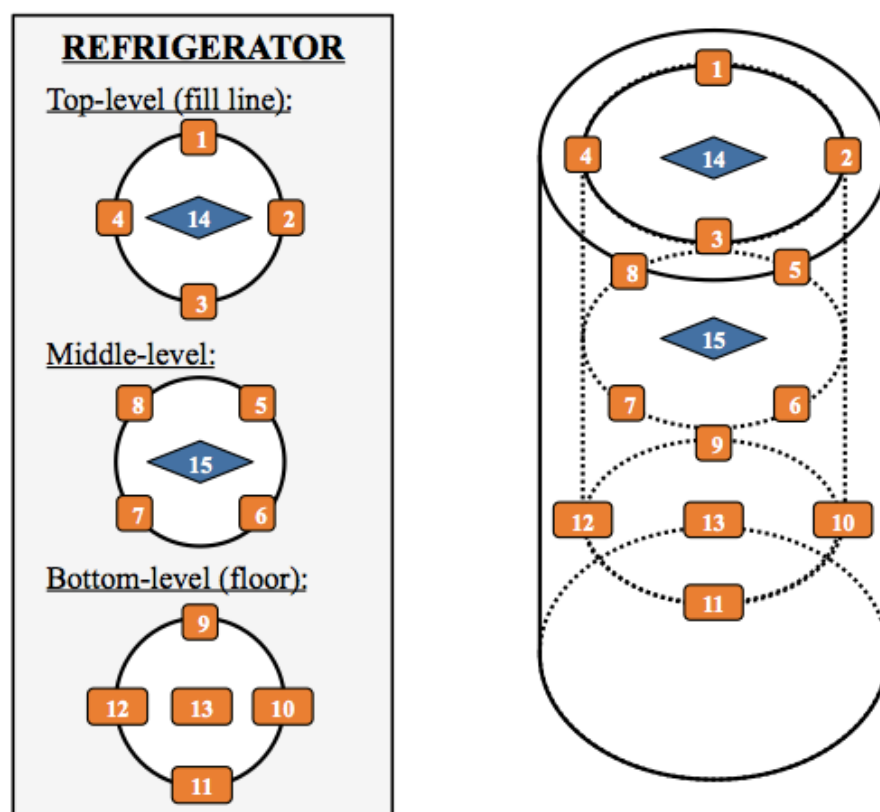 REFRIGERATOR
Top-level (fill line):
1
4 14 2
3
Middle-level:
8 5
15
7 6
Bottom-level (floor):
9
12 13 10
11
1
4 14 2
3
8 5
15
7 6
9
12 13 10
11